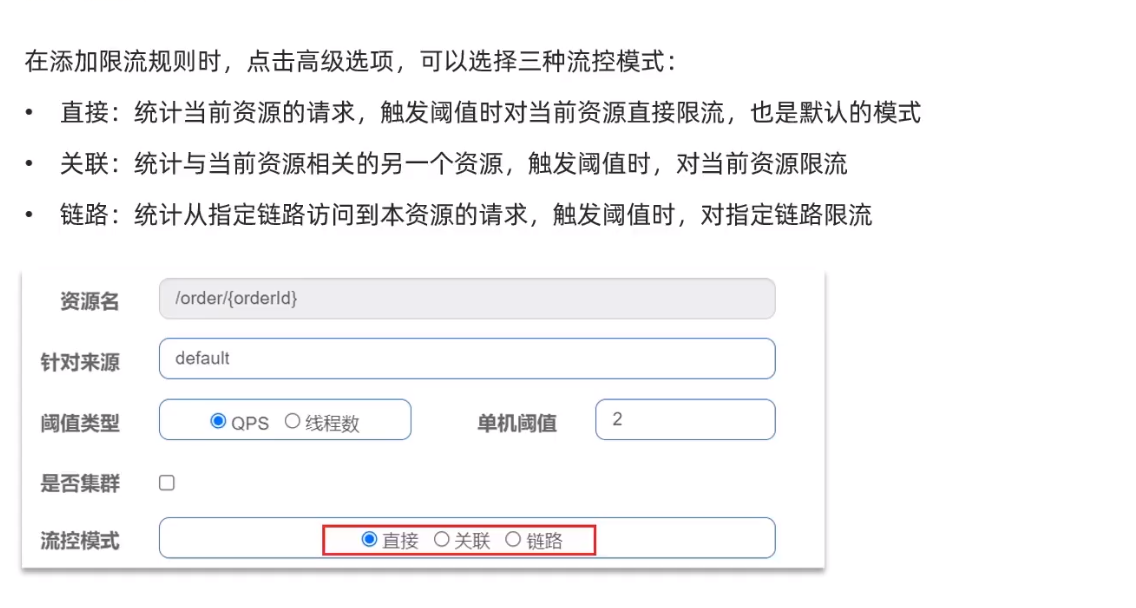 在添加限流规则时，点击高级选项，可以选择三种流控模式：
• 直接：统计当前资源的请求，触发阈值时对当前资源直接限流，也是默认的模式
• 关联：统计与当前资源相关的另一个资源，触发阈值时，对当前资源限流
• 链路：统计从指定链路访问到本资源的请求，触发阈值时，对指定链路限流
资源名 /order/{orderId}
针对来源 default
阈值类型 QPS 线程数 单机阈值 2
是否集群
流控模式 直接 关联 链路